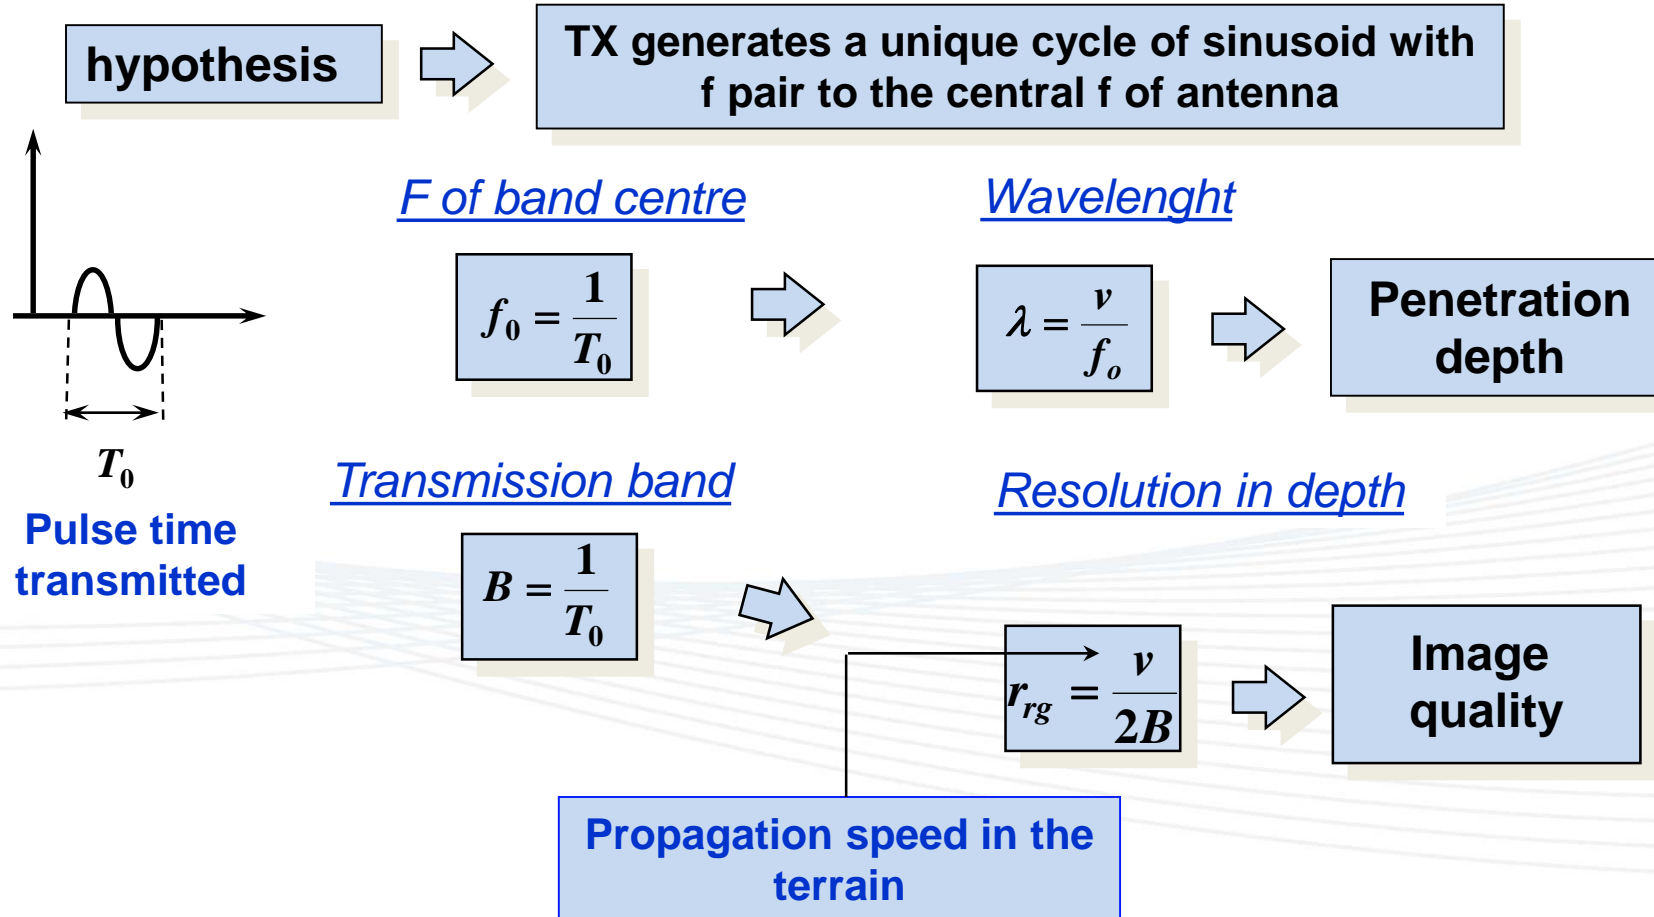 hypothesis
TX generates a unique cycle of sinusoid with
f pair to the central f of antenna
F of band centre
Wavelenght
f₀ = 1/T₀
λ = v/fₒ
Penetration
depth
T₀
Pulse time
transmitted
Transmission band
Resolution in depth
B = 1/T₀
r_rg = v/2B
Image
quality
Propagation speed in the
terrain